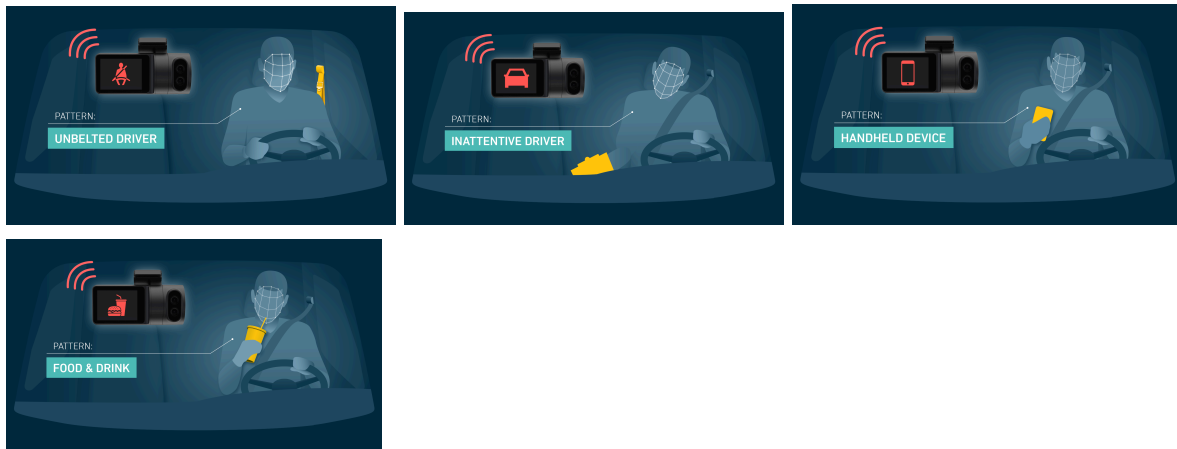 PATTERN:
UNBELTED DRIVER
PATTERN:
INATTENTIVE DRIVER
PATTERN:
HANDHELD DEVICE
PATTERN:
FOOD & DRINK